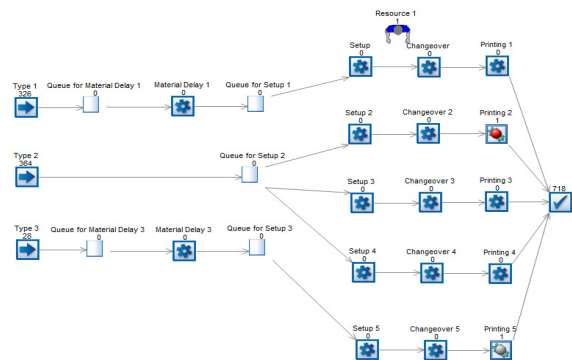 Resource 1
1
Setup
0
Changeover
0
Printing 1
0
Type 1
326
Queue for Material Delay 1
0
Material Delay 1
0
Queue for Setup 1
0
Setup 2
0
Changeover 2
0
Printing 2
1
Type 2
364
Queue for Setup 2
0
Setup 3
0
Changeover 3
0
Printing 3
0
718
Type 3
28
Queue for Material Delay 3
0
Material Delay 3
0
Queue for Setup 3
0
Setup 4
0
Changeover 4
0
Printing 4
0
Setup 5
0
Changeover 5
0
Printing 5
1